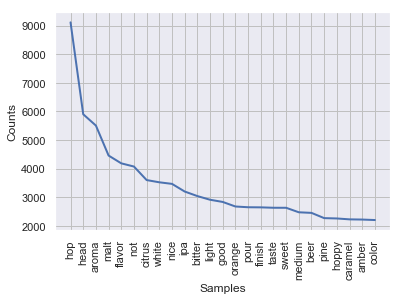 9000
8000
7000
6000
5000
4000
3000
2000
Counts
hop
head
aroma
malt
flavor
not
citrus
white
nice
ipa
bitter
light
good
orange
pour
finish
taste
sweet
medium
beer
pine
hoppy
caramel
amber
color
Samples